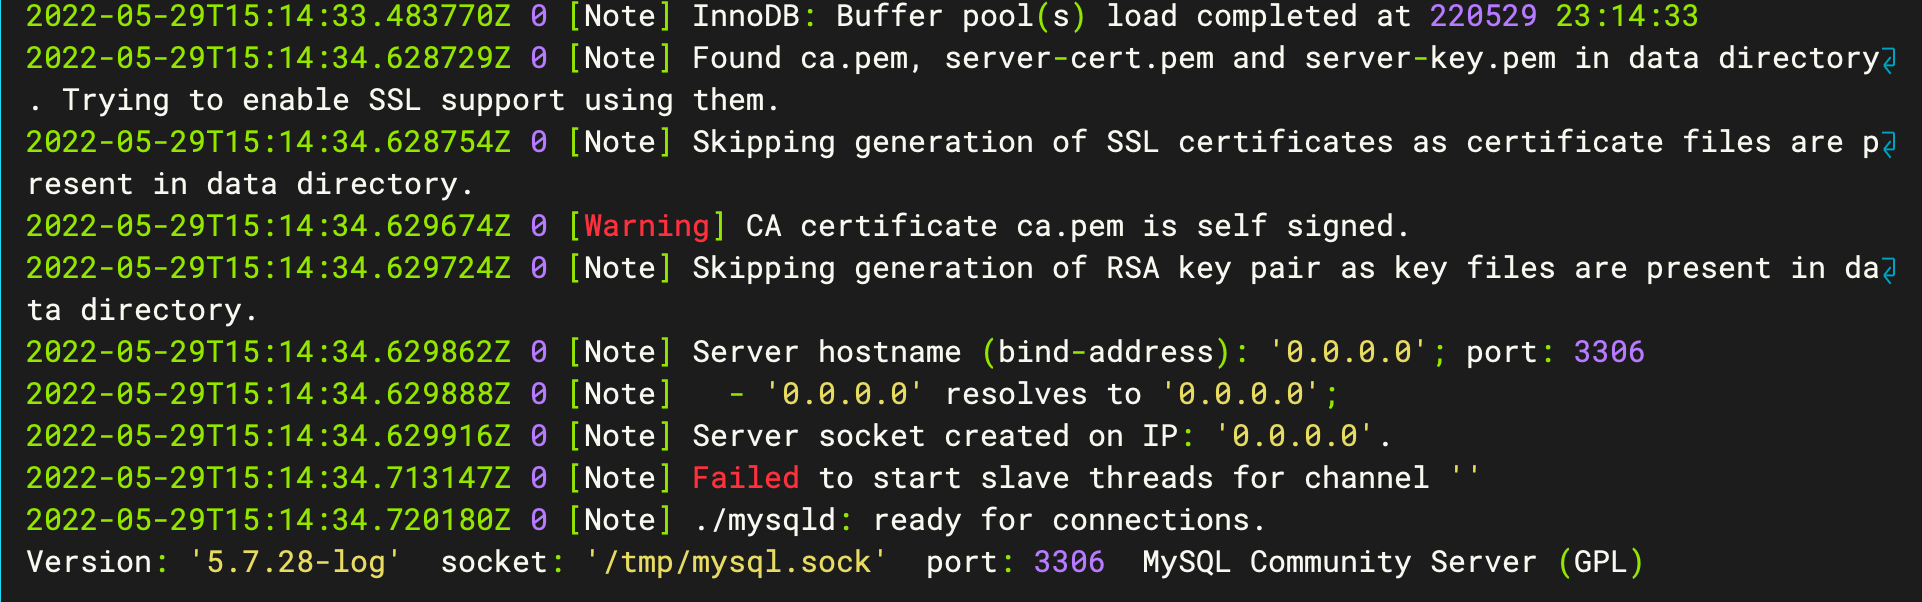 2022-05-29T15:14:33.483770Z 0 [Note] InnoDB: Buffer pool(s) load completed at 220529 23:14:33
2022-05-29T15:14:34.628729Z 0 [Note] Found ca.pem, server-cert.pem and server-key.pem in data directory
. Trying to enable SSL support using them.
2022-05-29T15:14:34.628754Z 0 [Note] Skipping generation of SSL certificates as certificate files are p
resent in data directory.
2022-05-29T15:14:34.629674Z 0 [Warning] CA certificate ca.pem is self signed.
2022-05-29T15:14:34.629724Z 0 [Note] Skipping generation of RSA key pair as key files are present in da
ta directory.
2022-05-29T15:14:34.629862Z 0 [Note] Server hostname (bind-address): '0.0.0.0'; port: 3306
2022-05-29T15:14:34.629888Z 0 [Note]   - '0.0.0.0' resolves to '0.0.0.0';
2022-05-29T15:14:34.629916Z 0 [Note] Server socket created on IP: '0.0.0.0'.
2022-05-29T15:14:34.713147Z 0 [Note] Failed to start slave threads for channel ''
2022-05-29T15:14:34.720180Z 0 [Note] ./mysqld: ready for connections.
Version: '5.7.28-log'  socket: '/tmp/mysql.sock'  port: 3306  MySQL Community Server (GPL)